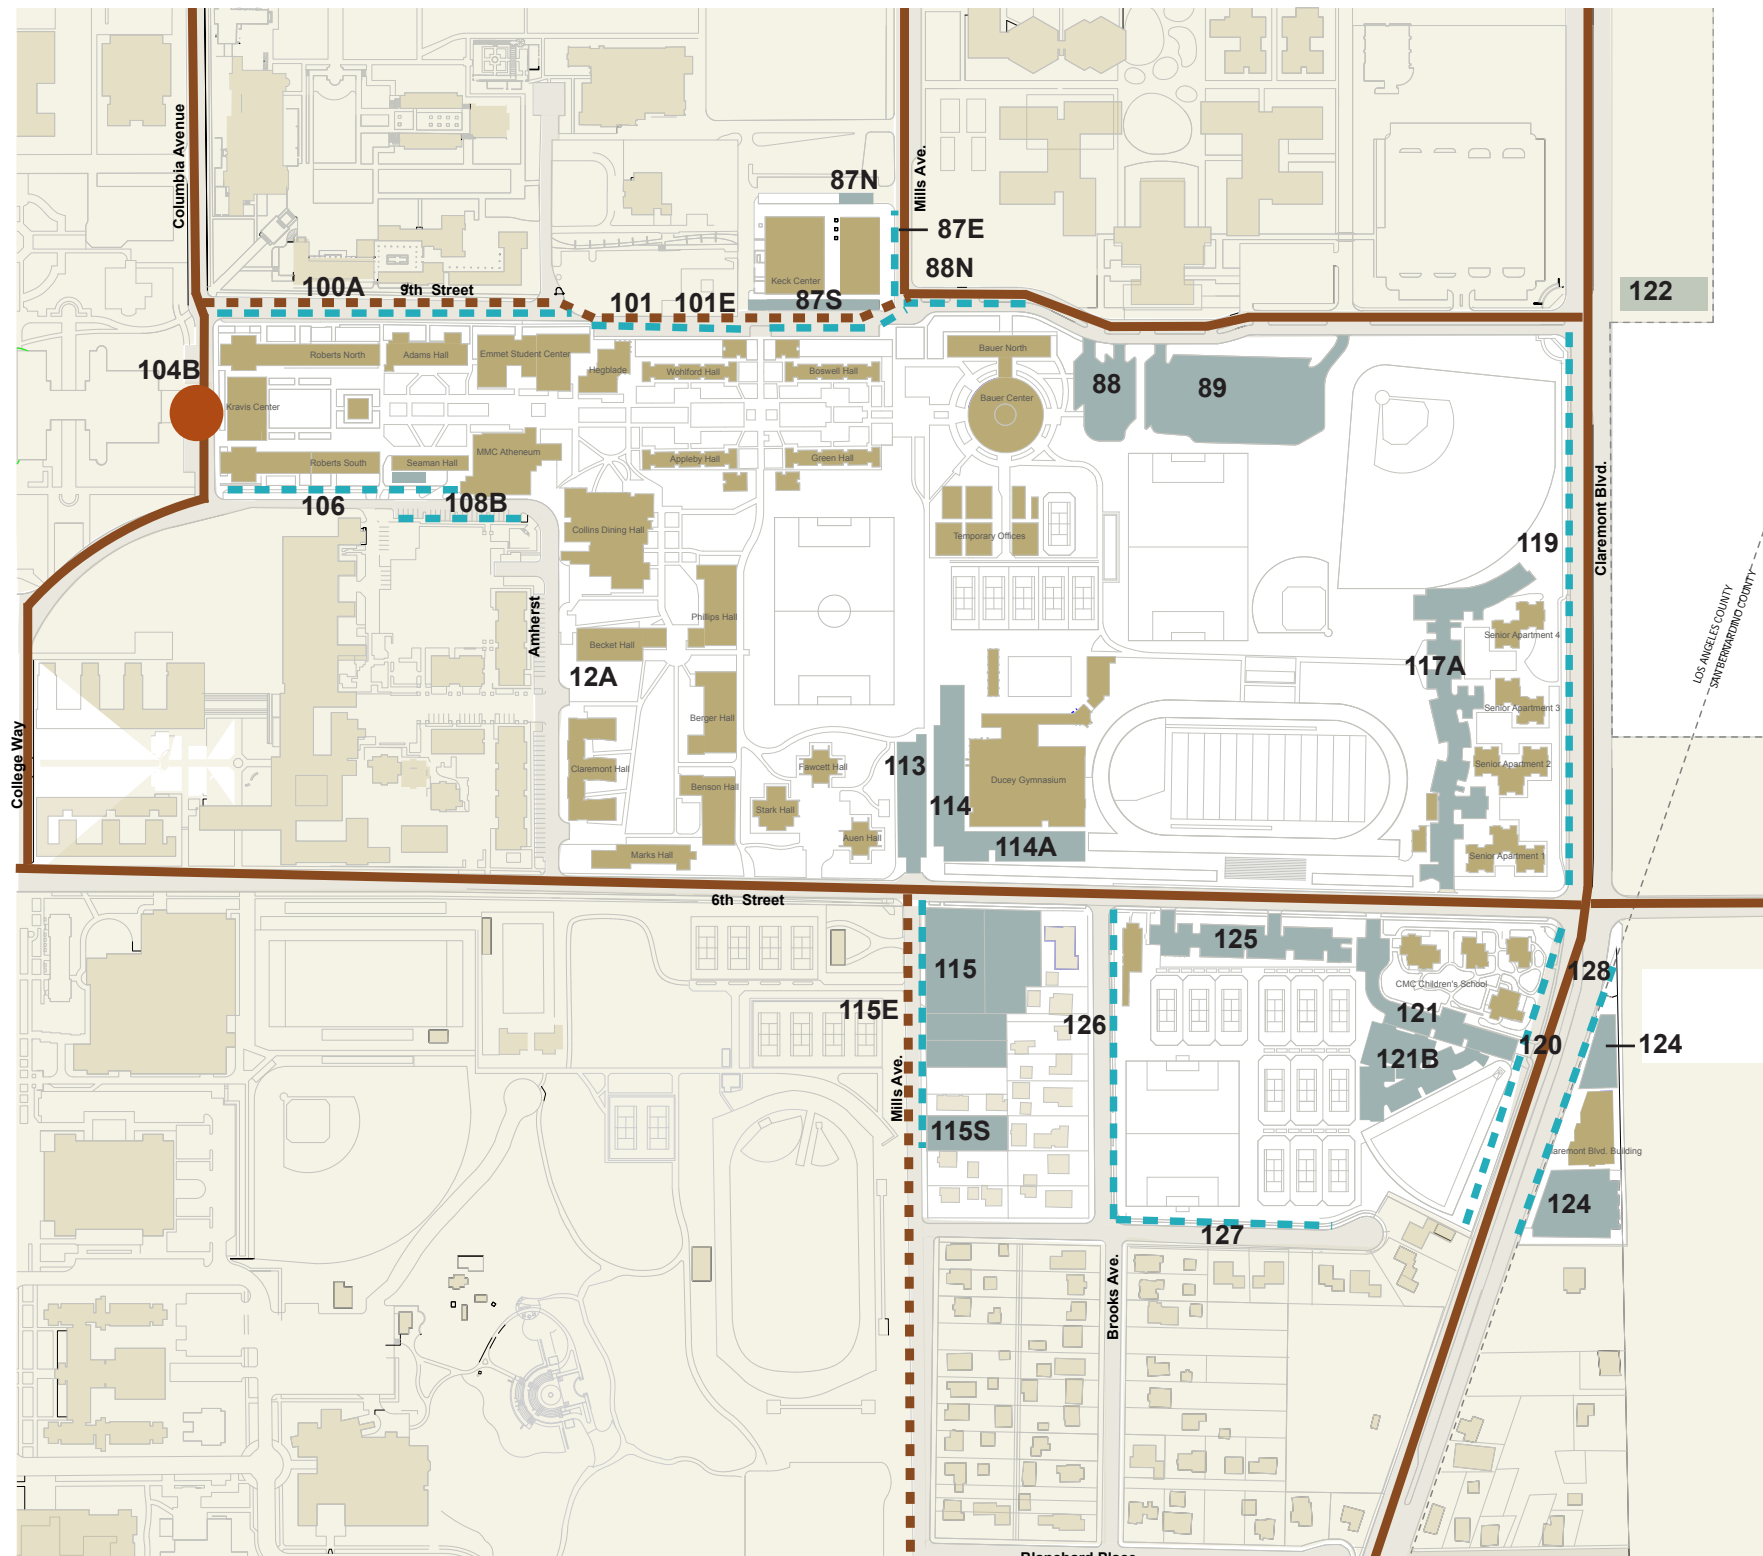 Columbia Avenue
Mills Ave.
87N
87E
88N
Keck Center
100A
9th Street
101
101E
87S
122
104B
Roberts North
Adams Hall
Emmet Student Center
Hegblade
Wohlford Hall
Boswell Hall
Bauer North
Bauer Center
88
89
Kravis Center
Roberts South
Seaman Hall
MMC Atheneum
Appleby Hall
Green Hall
106
108B
Collins Dining Hall
Temporary Offices
119
Claremont Blvd.
LOS ANGELES COUNTY
SANTBERNARDINO COUNTY
Amherst
Phillips Hall
Becket Hall
12A
Senior Apartment 4
117A
Berger Hall
Senior Apartment 3
College Way
Claremont Hall
Fawcett Hall
113
Ducey Gymnasium
Senior Apartment 2
Benson Hall
Stark Hall
114
Auen Hall
114A
Marks Hall
Senior Apartment 1
6th Street
125
115
128
CMC Children's School
115E
126
121
120
124
121B
Mills Ave.
115S
aremont Blvd. Building
124
127
Brooks Ave.
Blanchard Place